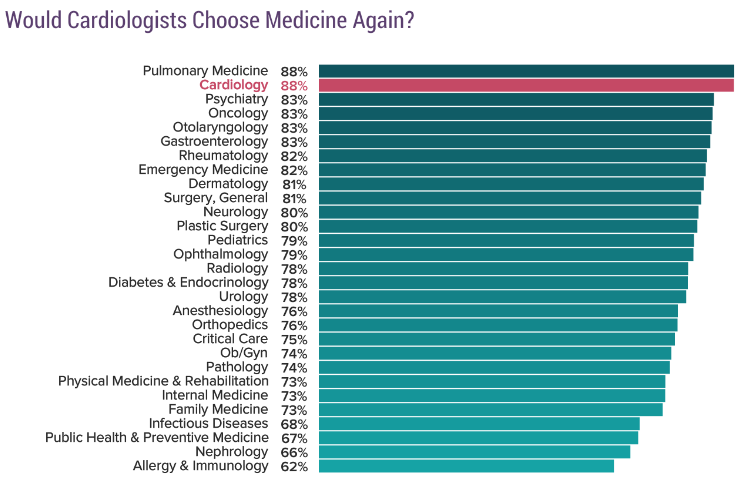 Would Cardiologists Choose Medicine Again?
Pulmonary Medicine 88%
Cardiology 88%
Psychiatry 83%
Oncology 83%
Otolaryngology 83%
Gastroenterology 83%
Rheumatology 82%
Emergency Medicine 82%
Dermatology 81%
Surgery, General 81%
Neurology 80%
Plastic Surgery 80%
Pediatrics 79%
Ophthalmology 79%
Radiology 78%
Diabetes & Endocrinology 78%
Urology 78%
Anesthesiology 76%
Orthopedics 76%
Critical Care 75%
Ob/Gyn 74%
Pathology 74%
Physical Medicine & Rehabilitation 73%
Internal Medicine 73%
Family Medicine 73%
Infectious Diseases 68%
Public Health & Preventive Medicine 67%
Nephrology 66%
Allergy & Immunology 62%